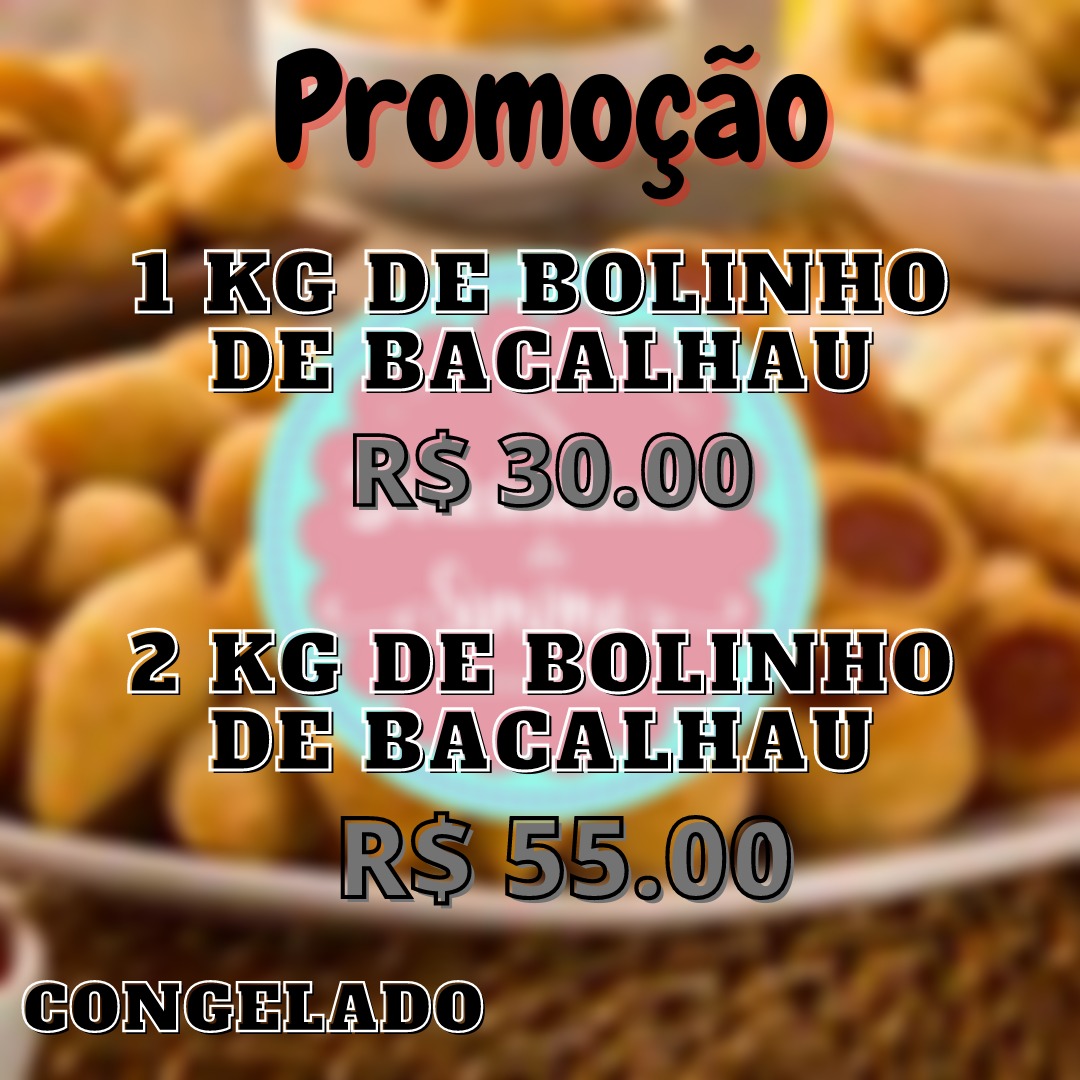 Promoção
1 KG DE BOLINHO
DE BACALHAU
R$ 30.00
2 KG DE BOLINHO
DE BACALHAU
R$ 55.00
CONGELADO